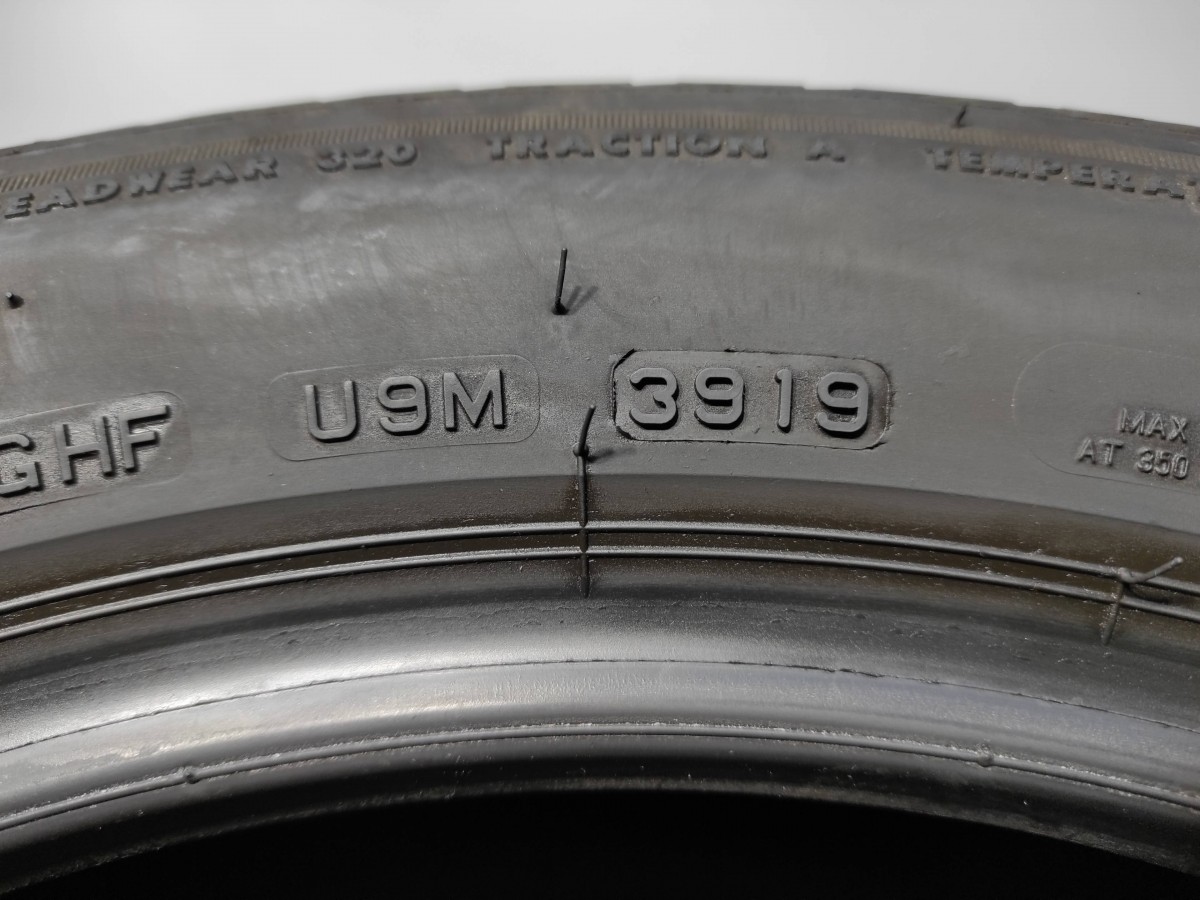 EADWEAR 320 TRACTION A TEMPERA
GHF U9M 3919
MAX
AT 350